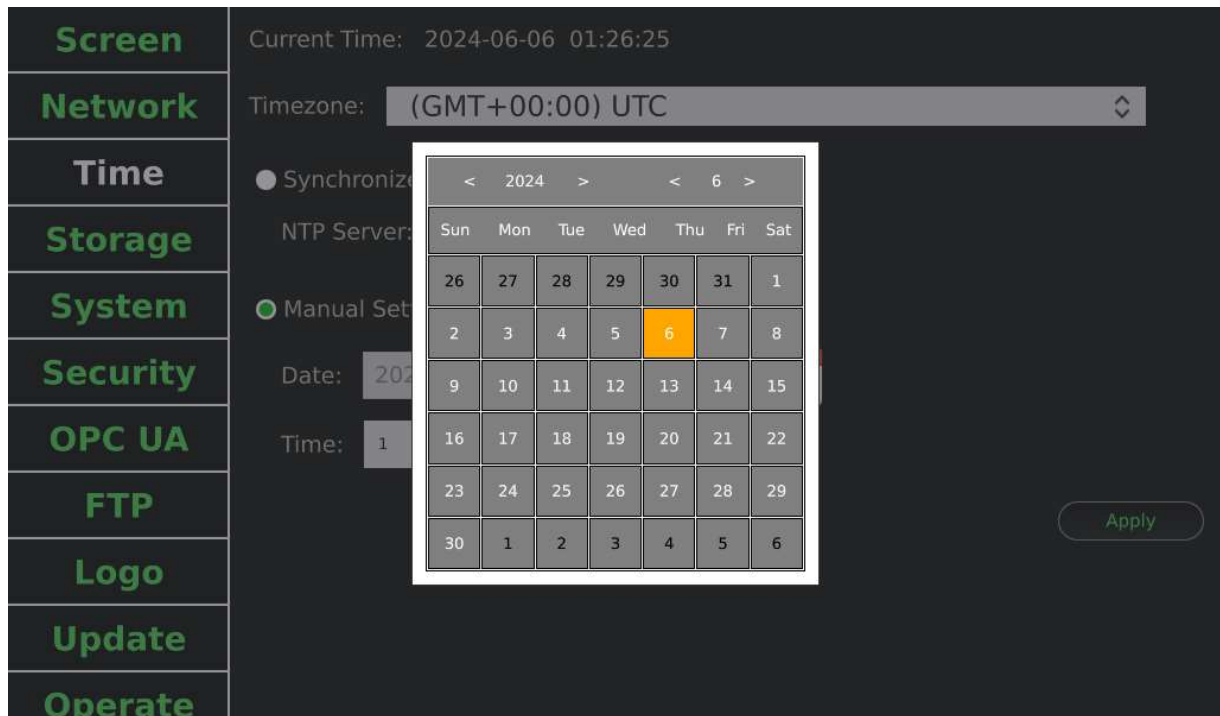 Screen
Network
Time
Storage
System
Security
OPC UA
FTP
Logo
Update
Operate
Current Time: 2024-06-06 01:26:25
Timezone: (GMT+00:00) UTC
Synchronize
NTP Server:
Manual Set
Date: 202
Time: 1
< 2024 > < 6 >
Sun Mon Tue Wed Thu Fri Sat
26 27 28 29 30 31 1
2 3 4 5 6 7 8
9 10 11 12 13 14 15
16 17 18 19 20 21 22
23 24 25 26 27 28 29
30 1 2 3 4 5 6
Apply